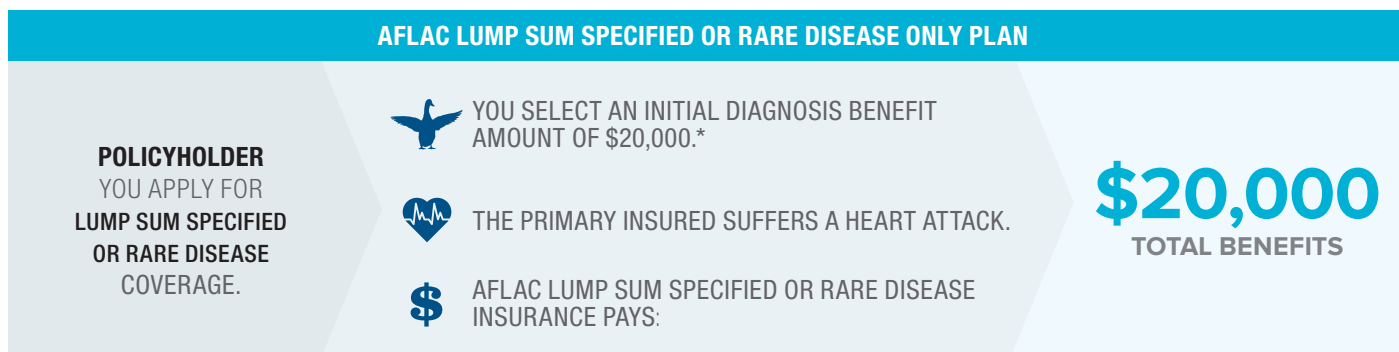 AFLAC LUMP SUM SPECIFIED OR RARE DISEASE ONLY PLAN
POLICYHOLDER
YOU APPLY FOR
LUMP SUM SPECIFIED
OR RARE DISEASE
COVERAGE.
YOU SELECT AN INITIAL DIAGNOSIS BENEFIT
AMOUNT OF $20,000.*
THE PRIMARY INSURED SUFFERS A HEART ATTACK.
$
AFLAC LUMP SUM SPECIFIED OR RARE DISEASE
INSURANCE PAYS:
$20,000
TOTAL BENEFITS